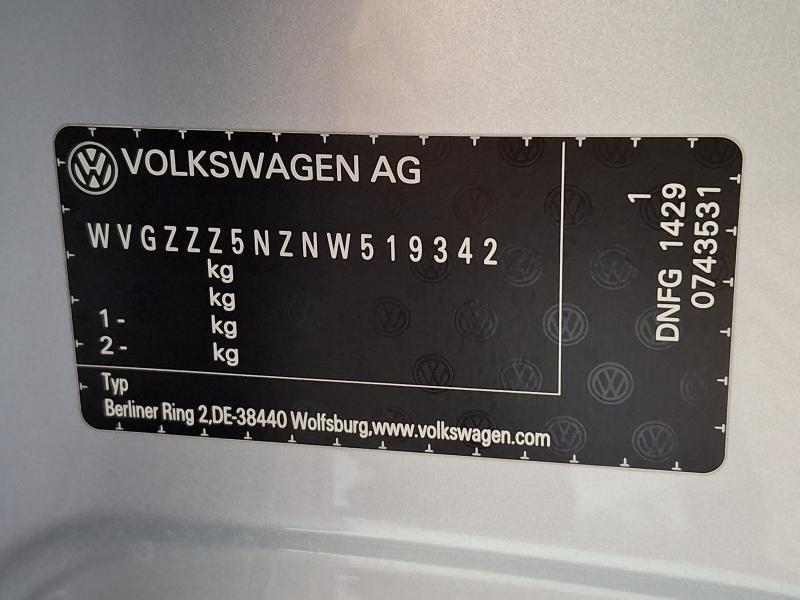 VOLKSWAGEN AG
WVGZZZ5NZNW519342
kg
kg
1- kg
2- kg
Typ
Berliner Ring 2,DE-38440 Wolfsburg,www.volkswagen.com
1
DNFG 1429
0743531